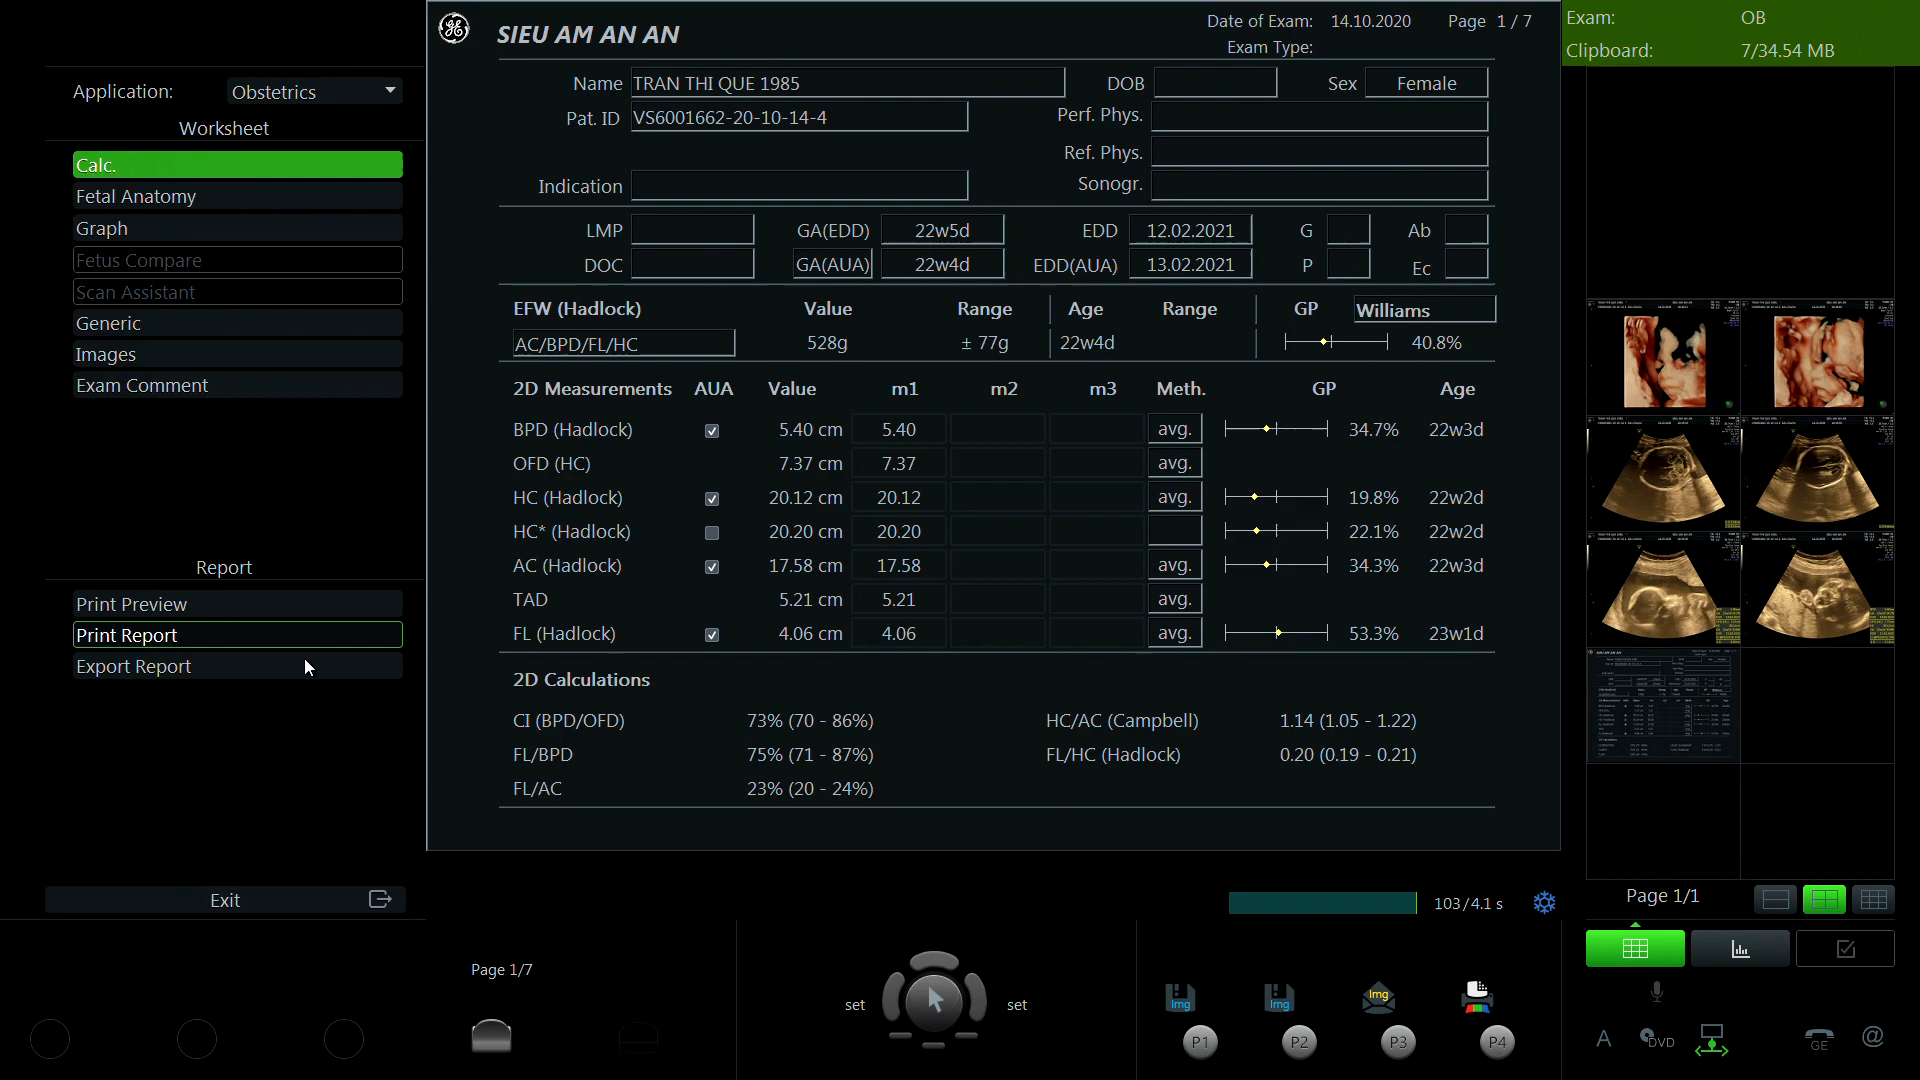 SIEU AM AN AN
Date of Exam: 14.10.2020 Page 1 / 7
Exam Type:
Name TRAN THI QUE 1985 DOB Sex Female
Pat. ID VS6001662-20-10-14-4 Perf. Phys.
Ref. Phys.
Indication Sonogr.
LMP GA(EDD) 22w5d EDD 12.02.2021 G Ab
DOC GA(AUA) 22w4d EDD(AUA) 13.02.2021 P Ec
EFW (Hadlock) Value Range Age Range GP Williams
AC/BPD/FL/HC 528g ± 77g 22w4d 40.8%
2D Measurements AUA Value m1 m2 m3 Meth. GP Age
BPD (Hadlock) 5.40 cm 5.40 avg. 34.7% 22w3d
OFD (HC) 7.37 cm 7.37 avg.
HC (Hadlock) 20.12 cm 20.12 avg. 19.8% 22w2d
HC* (Hadlock) 20.20 cm 20.20 22.1% 22w2d
AC (Hadlock) 17.58 cm 17.58 avg. 34.3% 22w3d
TAD 5.21 cm 5.21 avg.
FL (Hadlock) 4.06 cm 4.06 avg. 53.3% 23w1d
2D Calculations
CI (BPD/OFD) 73% (70 - 86%) HC/AC (Campbell) 1.14 (1.05 - 1.22)
FL/BPD 75% (71 - 87%) FL/HC (Hadlock) 0.20 (0.19 - 0.21)
FL/AC 23% (20 - 24%)
Application: Obstetrics
Worksheet
Calc.
Fetal Anatomy
Graph
Fetus Compare
Scan Assistant
Generic
Images
Exam Comment
Report
Print Preview
Print Report
Export Report
Exit
Exam: OB
Clipboard: 7/34.54 MB
Page 1/1
103/4.1 s
Page 1/7
set set
Img Img Img
P1 P2 P3 P4
A DVD GE @